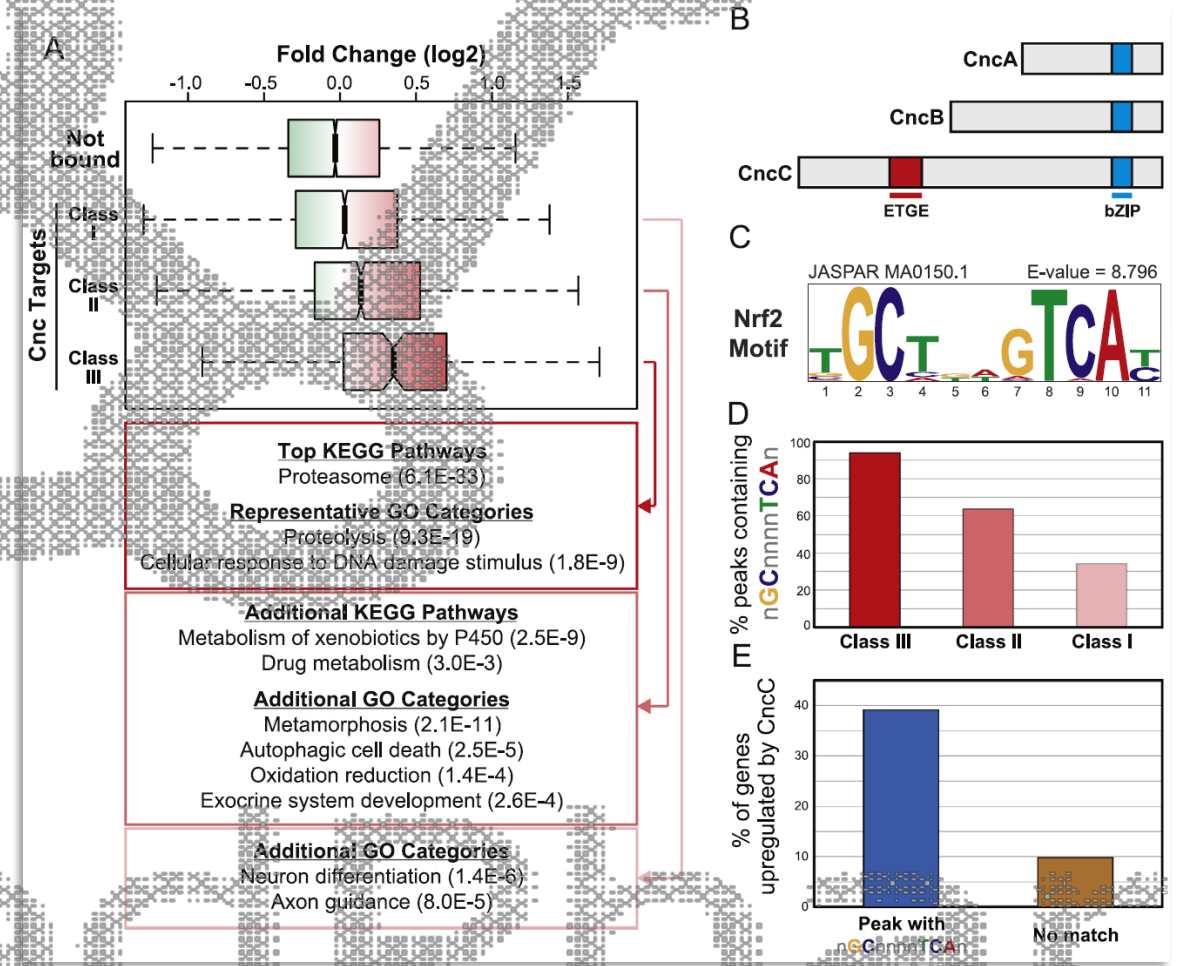 A
Fold Change (log2)
-1.0 -0.5 0.0 0.5 1.0 1.5
Not
bound
Cnc Targets
Class
I
Class
II
Class
III
Top KEGG Pathways
Proteasome (6.1E-33)
Representative GO Categories
Proteolysis (9.3E-19)
Cellular response to DNA damage stimulus (1.8E-9)
Additional KEGG Pathways
Metabolism of xenobiotics by P450 (2.5E-9)
Drug metabolism (3.0E-3)
Additional GO Categories
Metamorphosis (2.1E-11)
Autophagic cell death (2.5E-5)
Oxidation reduction (1.4E-4)
Exocrine system development (2.6E-4)
Additional GO Categories
Neuron differentiation (1.4E-6)
Axon guidance (8.0E-5)
B
CncA
CncB
CncC
ETGE bZIP
C
JASPAR MA0150.1 E-value = 8.796
Nrf2
Motif
TGCT GTCAT
1 2 3 4 5 6 7 8 9 10 11
D
% peaks containing
nGCnnnnTCAn
100
80
60
40
20
0
Class III Class II Class I
E
% of genes
upregulated by CncC
40
30
20
10
0
Peak with
nGCnnnnTCAn
No match